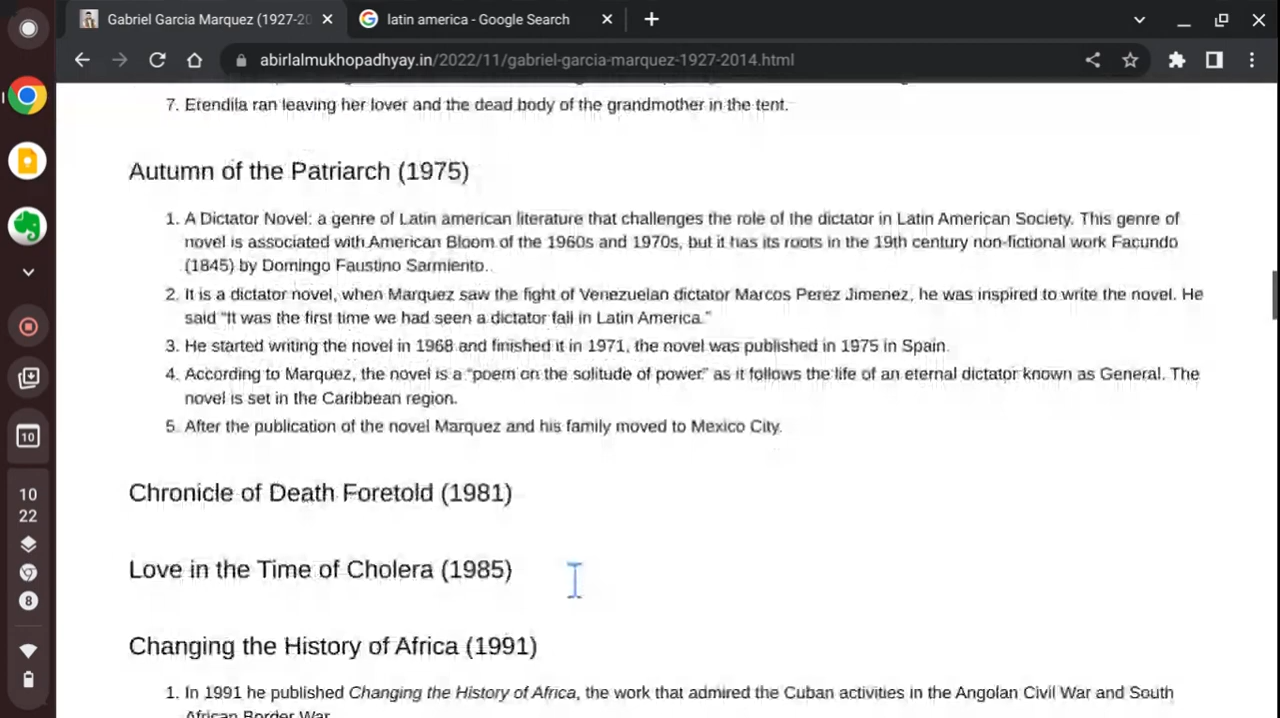 Gabriel Garcia Marquez (1927-20
latin america - Google Search
abirlalmukhopadhyay.in/2022/11/gabriel-garcia-marquez-1927-2014.html
7. Erendila ran leaving her lover and the dead body of the grandmother in the tent.
Autumn of the Patriarch (1975)
1. A Dictator Novel: a genre of Latin american literature that challenges the role of the dictator in Latin American Society. This genre of
novel is associated with American Bloom of the 1960s and 1970s, but it has its roots in the 19th century non-fictional work Facundo
(1845) by Domingo Faustino Sarmiento..
2. It is a dictator novel, when Marquez saw the fight of Venezuelan dictator Marcos Perez Jimenez, he was inspired to write the novel. He
said "It was the first time we had seen a dictator fall in Latin America."
3. He started writing the novel in 1968 and finished it in 1971, the novel was published in 1975 in Spain.
4. According to Marquez, the novel is a "poem on the solitude of power" as it follows the life of an eternal dictator known as General. The
novel is set in the Caribbean region.
5. After the publication of the novel Marquez and his family moved to Mexico City.
Chronicle of Death Foretold (1981)
Love in the Time of Cholera (1985)
Changing the History of Africa (1991)
1. In 1991 he published Changing the History of Africa, the work that admired the Cuban activities in the Angolan Civil War and South
African Border War.
10
10
22
8